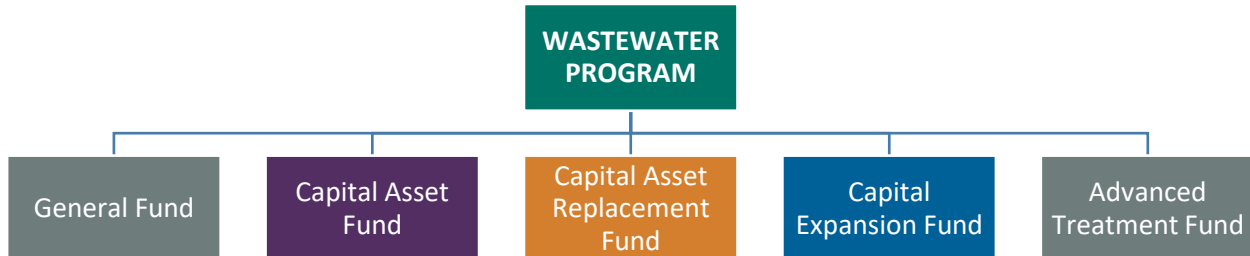 WASTEWATER
PROGRAM
General Fund
Capital Asset
Fund
Capital Asset
Replacement
Fund
Capital
Expansion Fund
Advanced
Treatment Fund